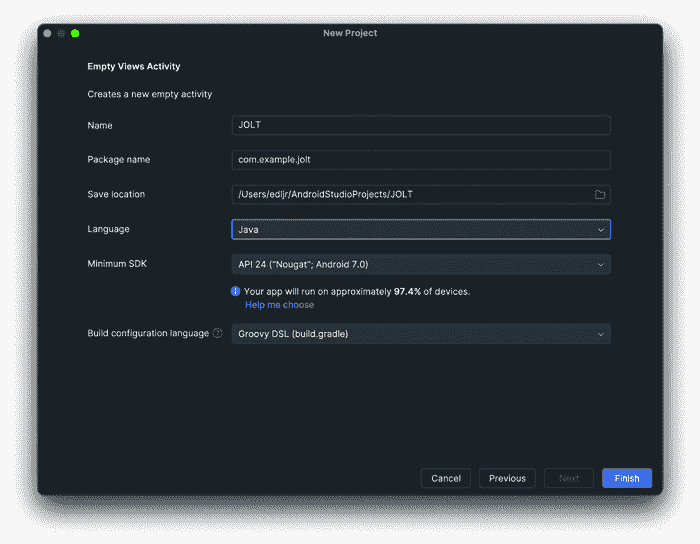 New Project
Empty Views Activity
Creates a new empty activity
Name JOLT
Package name com.example.jolt
Save location /Users/edljr/AndroidStudioProjects/JOLT
Language Java
Minimum SDK API 24 ("Nougat"; Android 7.0)
Your app will run on approximately 97.4% of devices.
Help me choose
Build configuration language ? Groovy DSL (build.gradle)
Cancel Previous Next Finish